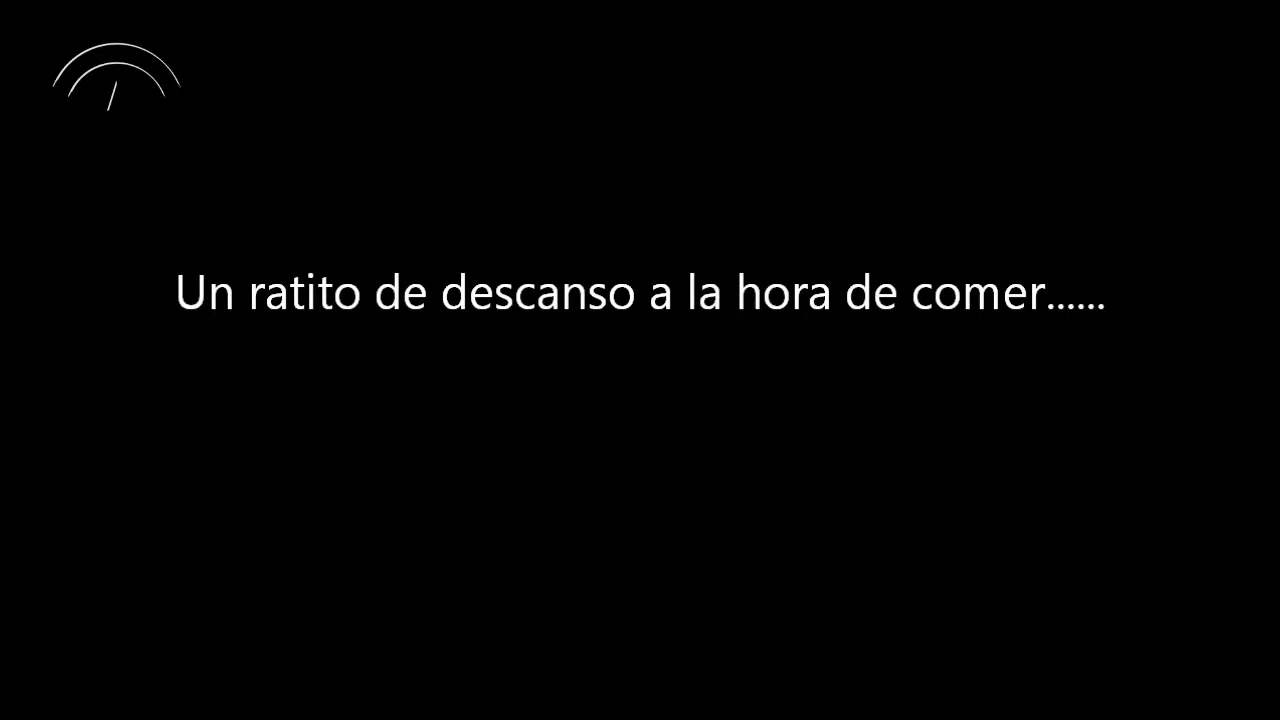 Un ratito de descanso a la hora de comer......